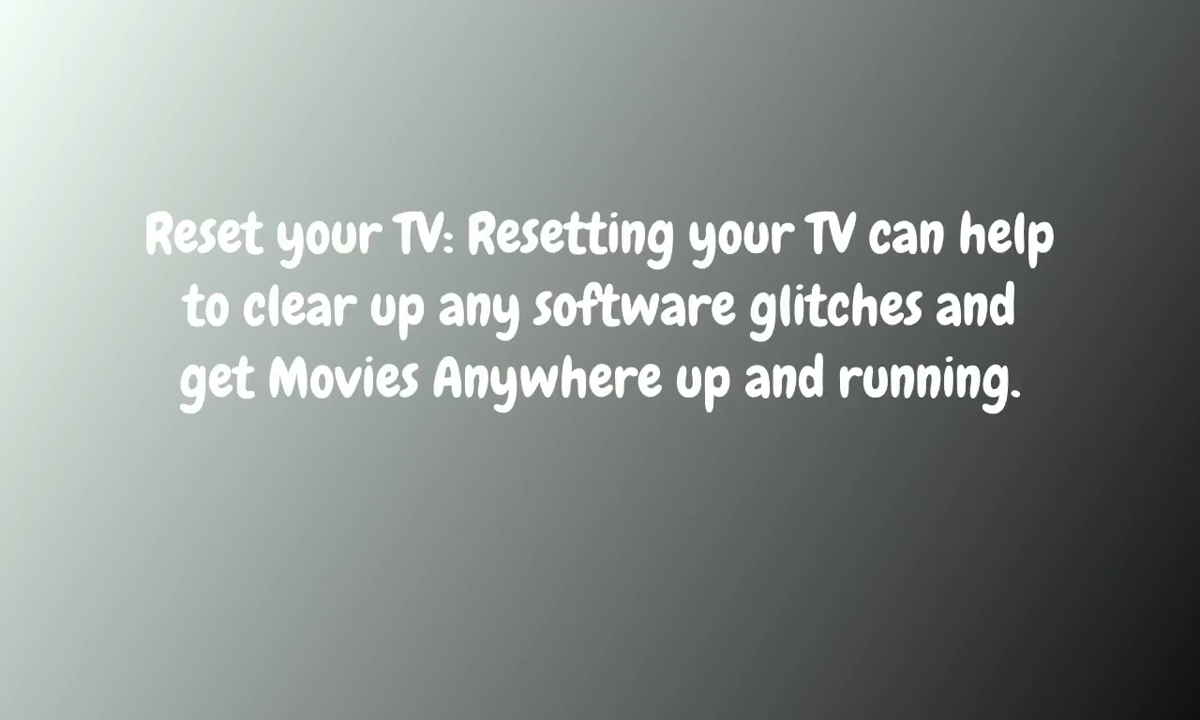 Reset your TV: Resetting your TV can help
to clear up any software glitches and
get Movies Anywhere up and running.